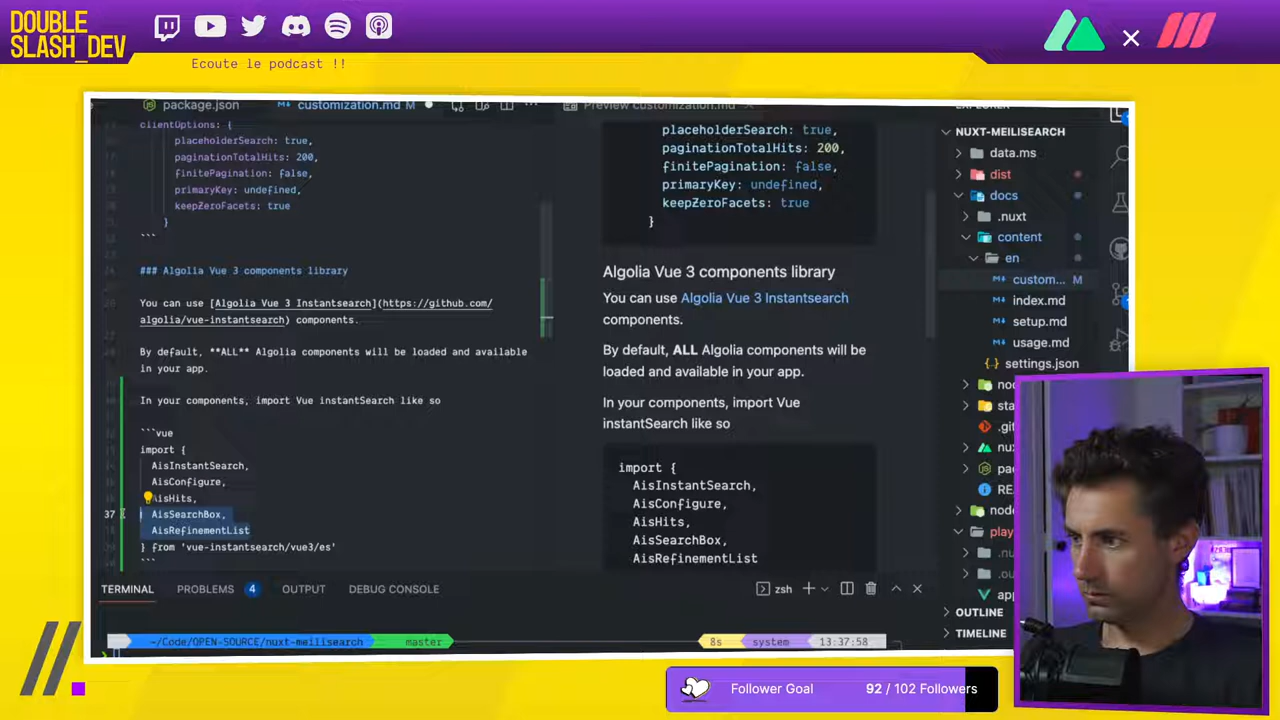 DOUBLE
SLASH_DEV
Ecoute le podcast !!
package.json
customization.md M
Preview customization.md
EXPLORER
clientOptions: {
placeholderSearch: true,
paginationTotalHits: 200,
finitePagination: false,
primaryKey: undefined,
keepZeroFacets: true
}
```
### Algolia Vue 3 components library
You can use [Algolia Vue 3 Instantsearch](https://github.com/
algolia/vue-instantsearch) components.
By default, **ALL** Algolia components will be loaded and available
in your app.
In your components, import Vue instantSearch like so
```vue
import {
AisInstantSearch,
AisConfigure,
AisHits,
37
AisSearchBox,
AisRefinementList
} from 'vue-instantsearch/vue3/es'
```
placeholderSearch: true,
paginationTotalHits: 200,
finitePagination: false,
primaryKey: undefined,
keepZeroFacets: true
}
Algolia Vue 3 components library
You can use Algolia Vue 3 Instantsearch
components.
By default, ALL Algolia components will be
loaded and available in your app.
In your components, import Vue
instantSearch like so
import {
AisInstantSearch,
AisConfigure,
AisHits,
AisSearchBox,
AisRefinementList
NUXT-MEILISEARCH
data.ms
dist
docs
.nuxt
content
en
custom... M
index.md
setup.md
usage.md
settings.json
OUTLINE
TIMELINE
TERMINAL
PROBLEMS 4
OUTPUT
DEBUG CONSOLE
zsh
~/Code/OPEN-SOURCE/nuxt-meilisearch
master
8s
system
13:37:58
Follower Goal
92 / 102 Followers